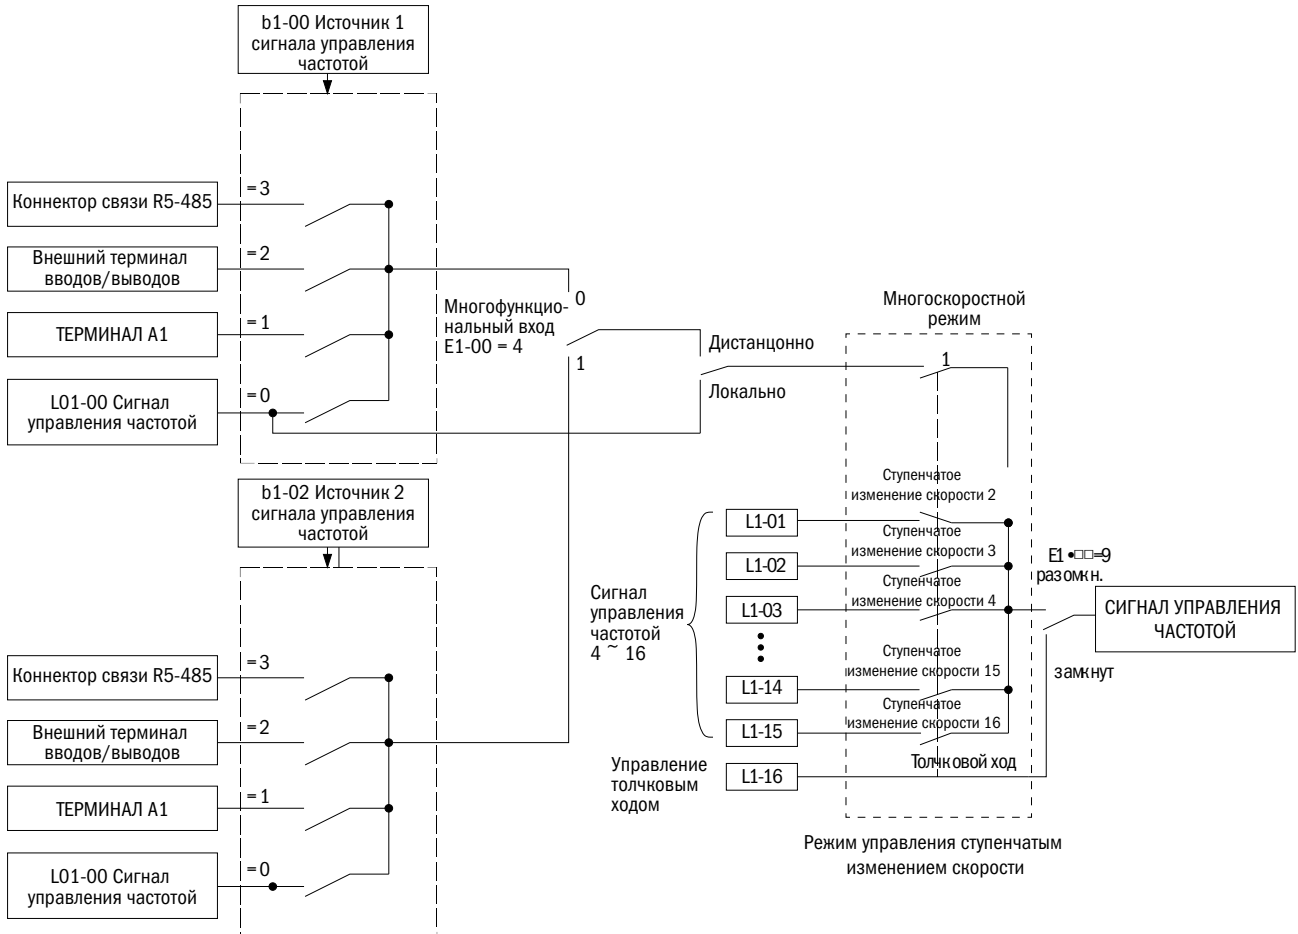 b1-00 Источник 1
сигнала управления
частотой
Коннектор связи R5-485
=3
Внешний терминал
вводов/выводов
=2
ТЕРМИНАЛ A1
=1
L01-00 Сигнал
управления частотой
=0
Многофункцио-
нальный вход
E1-00 = 4
0
1
Дистанцонно
Локально
Многоскоростной
режим
1
b1-02 Источник 2
сигнала управления
частотой
Коннектор связи R5-485
=3
Внешний терминал
вводов/выводов
=2
ТЕРМИНАЛ A1
=1
L01-00 Сигнал
управления частотой
=0
Сигнал
управления
частотой
4 ~ 16
L1-01
L1-02
L1-03
L1-14
L1-15
L1-16
Управление
толчковым
ходом
Ступенчатое
изменение скорости 2
Ступенчатое
изменение скорости 3
Ступенчатое
изменение скорости 4
Ступенчатое
изменение скорости 15
Ступенчатое
изменение скорости 16
Толчковой ход
E1•□□=9
разомкн.
замкнут
СИГНАЛ УПРАВЛЕНИЯ
ЧАСТОТОЙ
Режим управления ступенчатым
изменением скорости